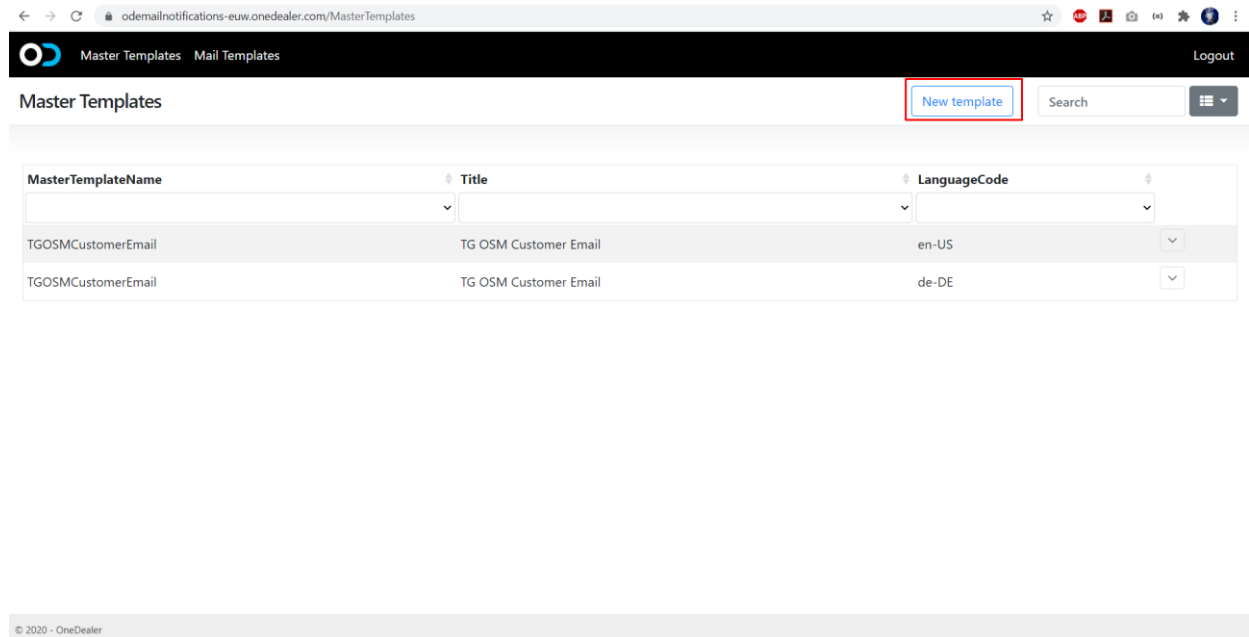 odemailnotifications-euw.onedealer.com/MasterTemplates
ABP
Master Templates Mail Templates Logout
Master Templates New template Search
MasterTemplateName Title LanguageCode
TGOSMCustomerEmail TG OSM Customer Email en-US
TGOSMCustomerEmail TG OSM Customer Email de-DE
© 2020 - OneDealer